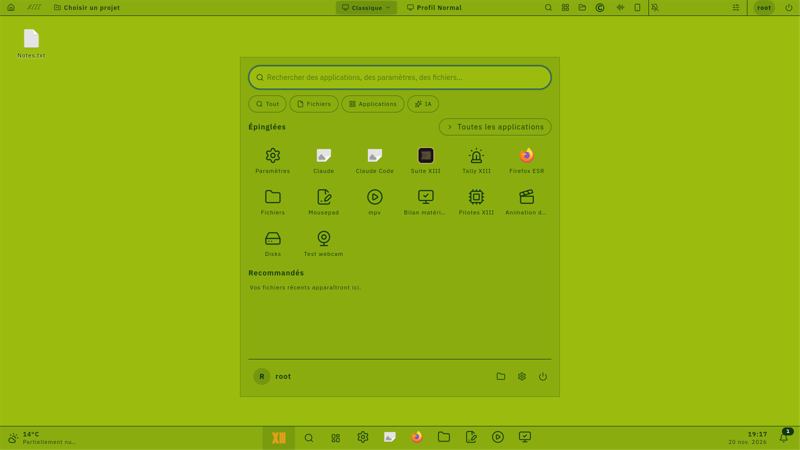 XIII
Choisir un projet
Classique
Profil Normal
root
Notes.txt
Rechercher des applications, des paramètres, des fichiers...
Tout
Fichiers
Applications
IA
Épinglées
Toutes les applications
Paramètres
Claude
Claude Code
Suite XIII
Tally XIII
Firefox ESR
Fichiers
Mousepad
mpv
Bilan matéri...
Pilotes XIII
Animation d...
Disks
Test webcam
Recommandés
Vos fichiers récents apparaîtront ici.
R
root
14°C
Partiellement nu...
XIII
19:17
20 nov. 2026
1